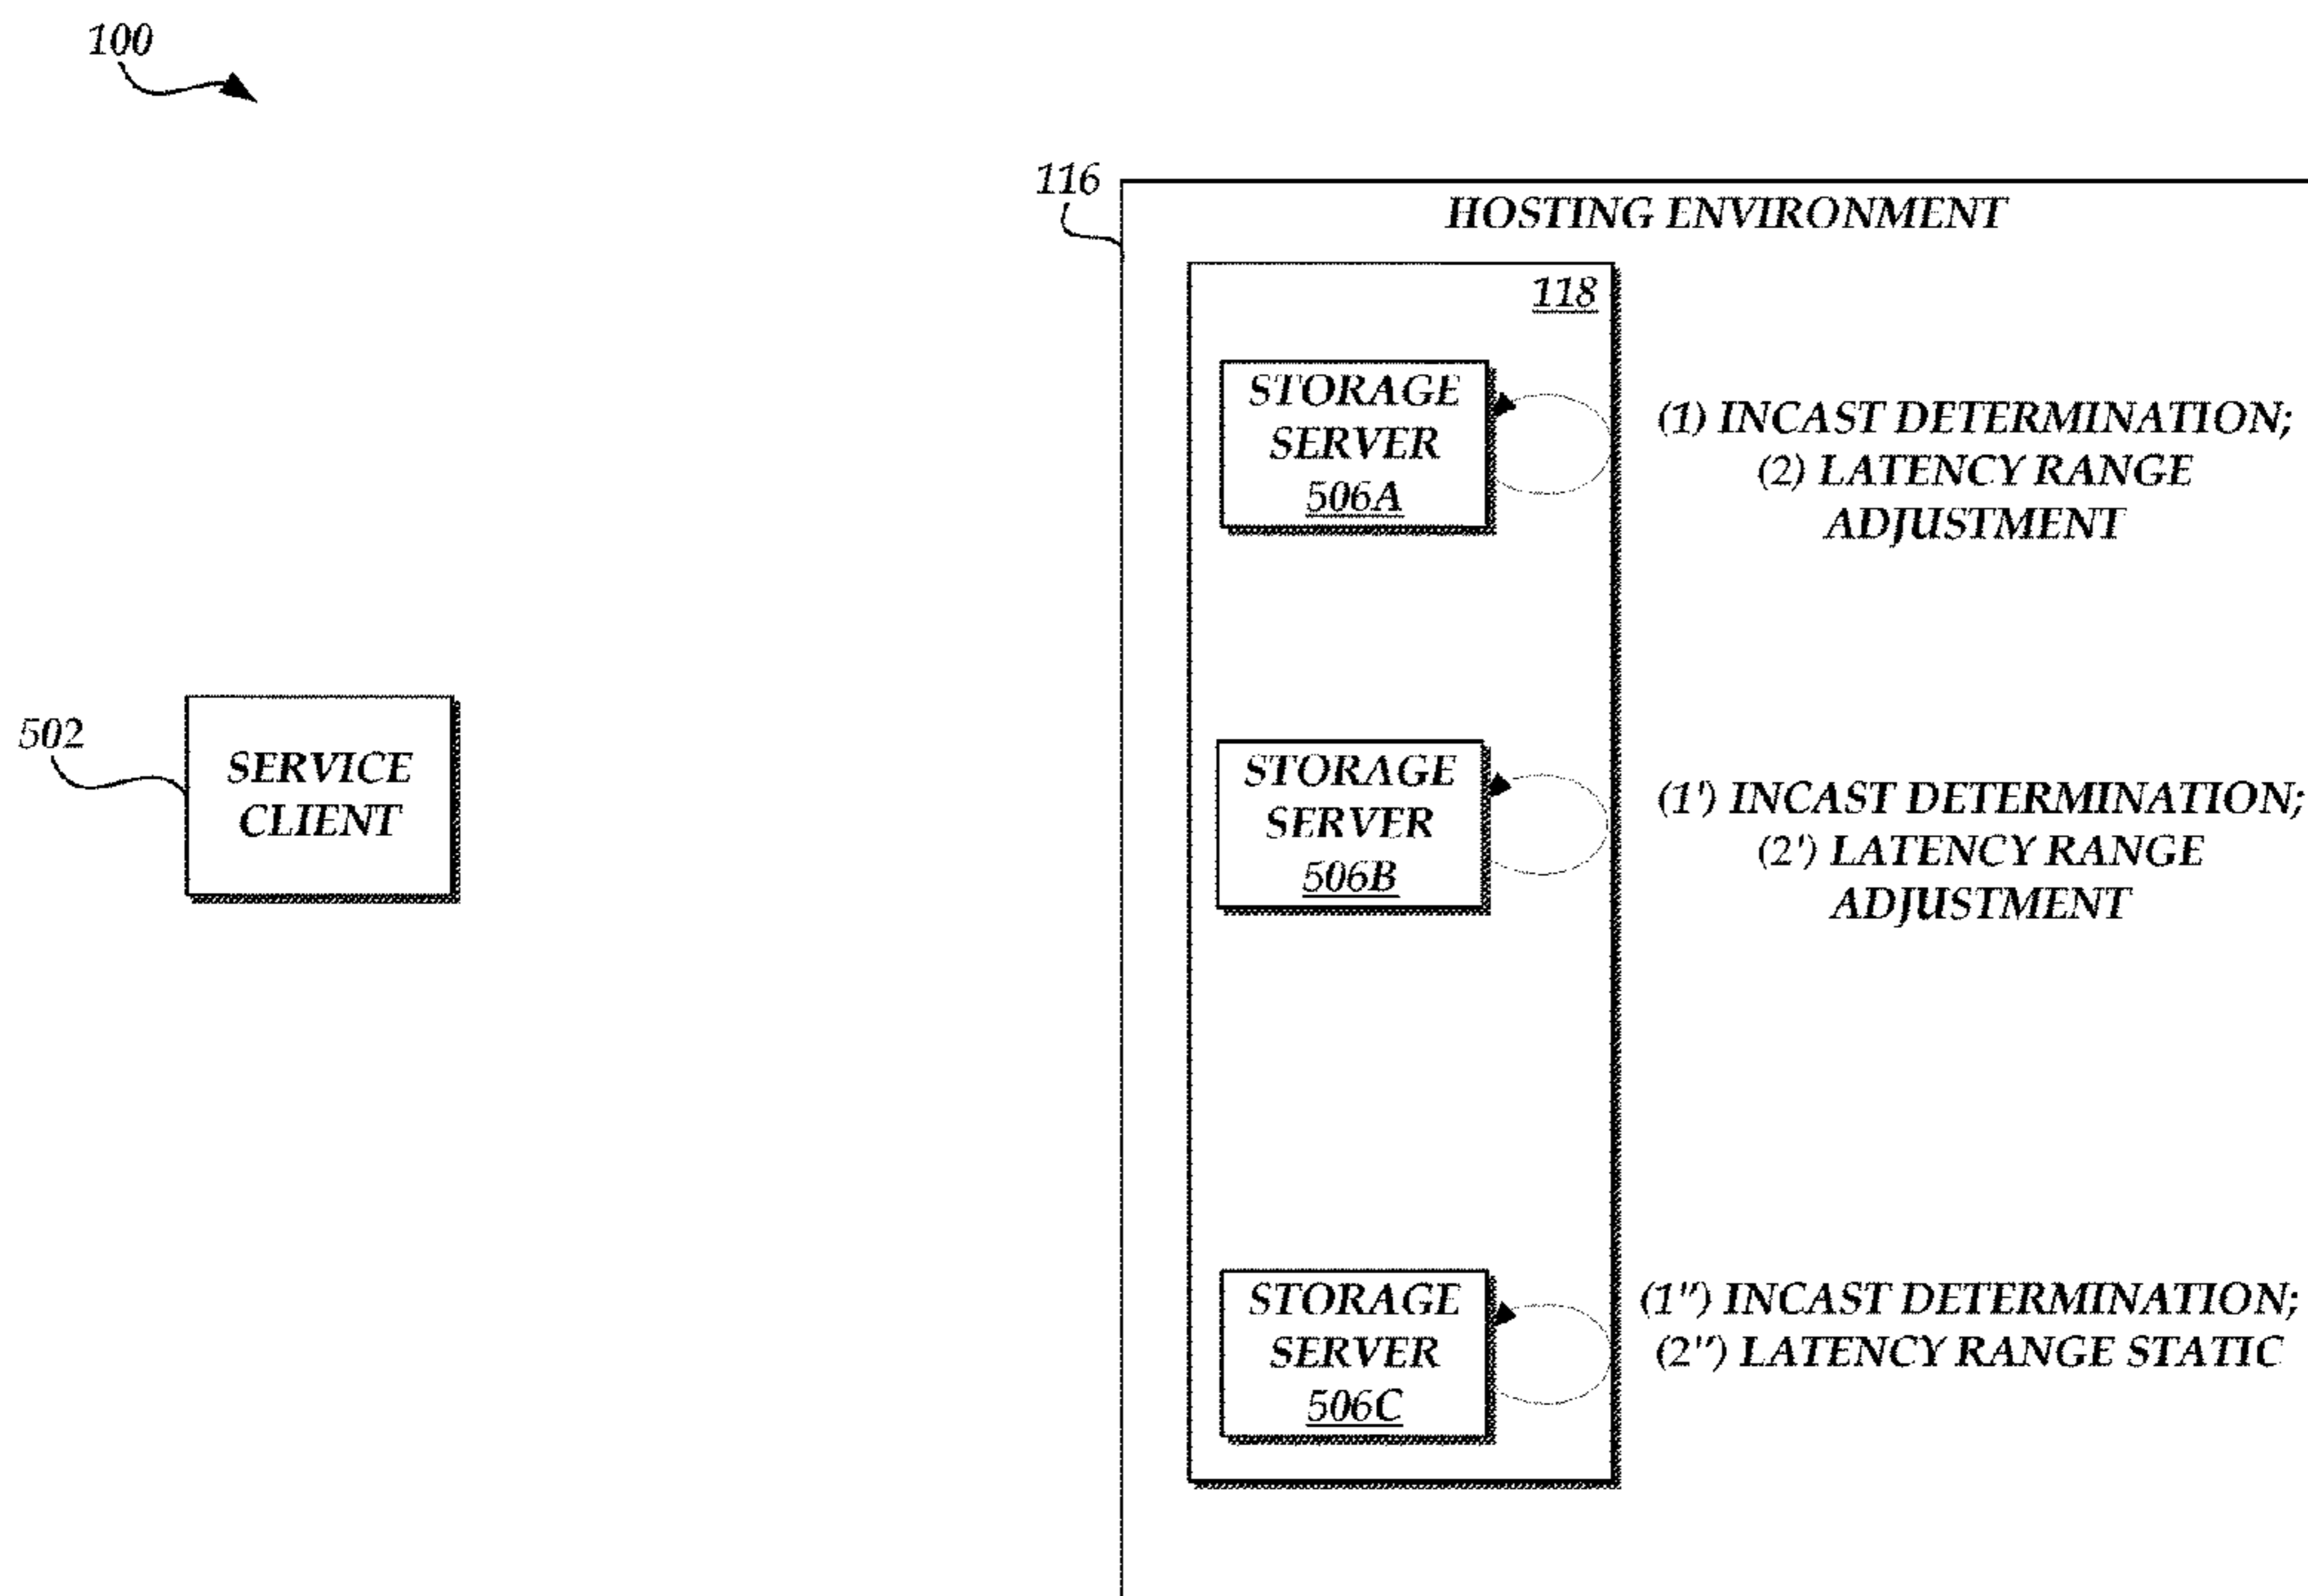 100
116
HOSTING ENVIRONMENT
118
STORAGE
SERVER
506A
(1) INCAST DETERMINATION;
(2) LATENCY RANGE
ADJUSTMENT
502
SERVICE
CLIENT
STORAGE
SERVER
506B
(1') INCAST DETERMINATION;
(2') LATENCY RANGE
ADJUSTMENT
STORAGE
SERVER
506C
(1") INCAST DETERMINATION;
(2") LATENCY RANGE STATIC